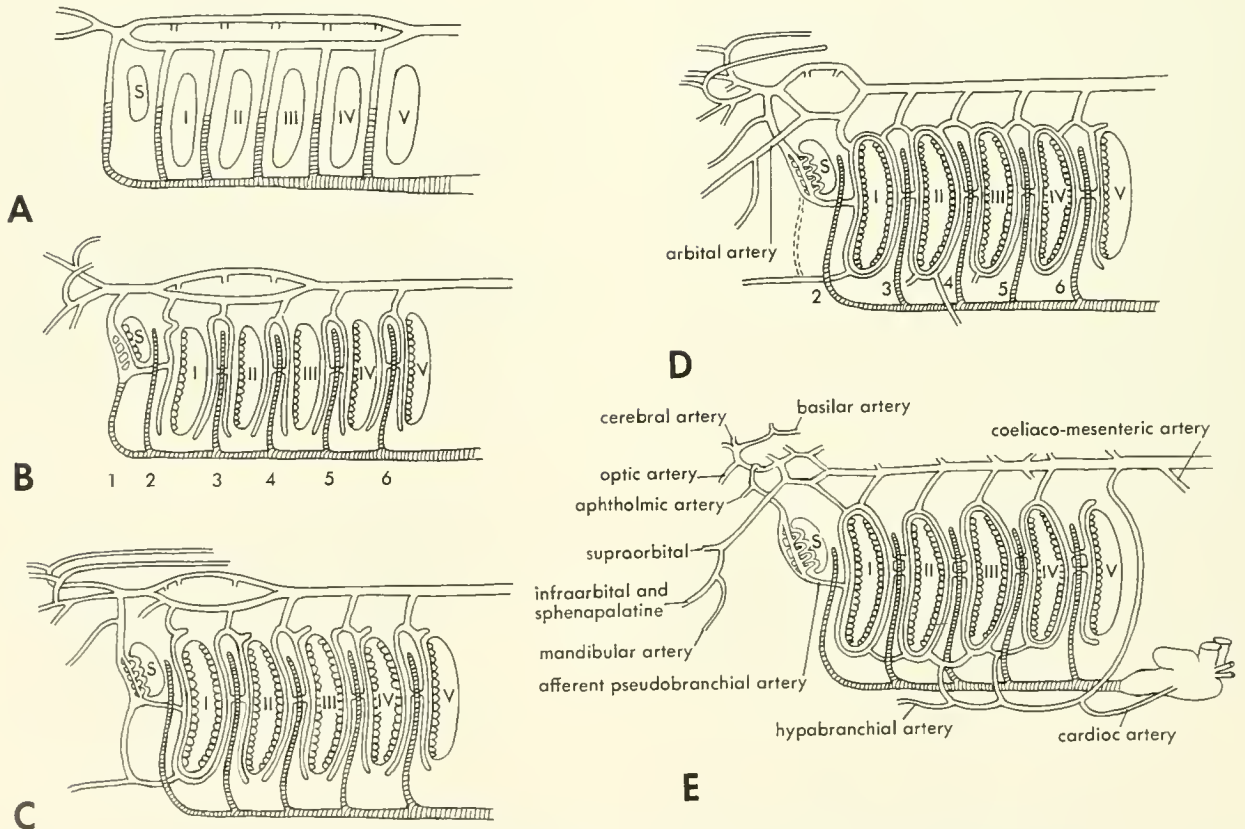 S I II III IV V
A
S I II III IV V
B
1 2 3 4 5 6
S I II III IV V
C
S I II III IV V
arbital artery
2 3 4 5 6
D
cerebral artery
basilar artery
coeliaco-mesenteric artery
optic artery
aphtholmic artery
supraorbital
infraarbital and
sphenapalatine
mandibular artery
afferent pseudobranchial artery
S I II III IV V
hypabranchial artery
cardioc artery
E